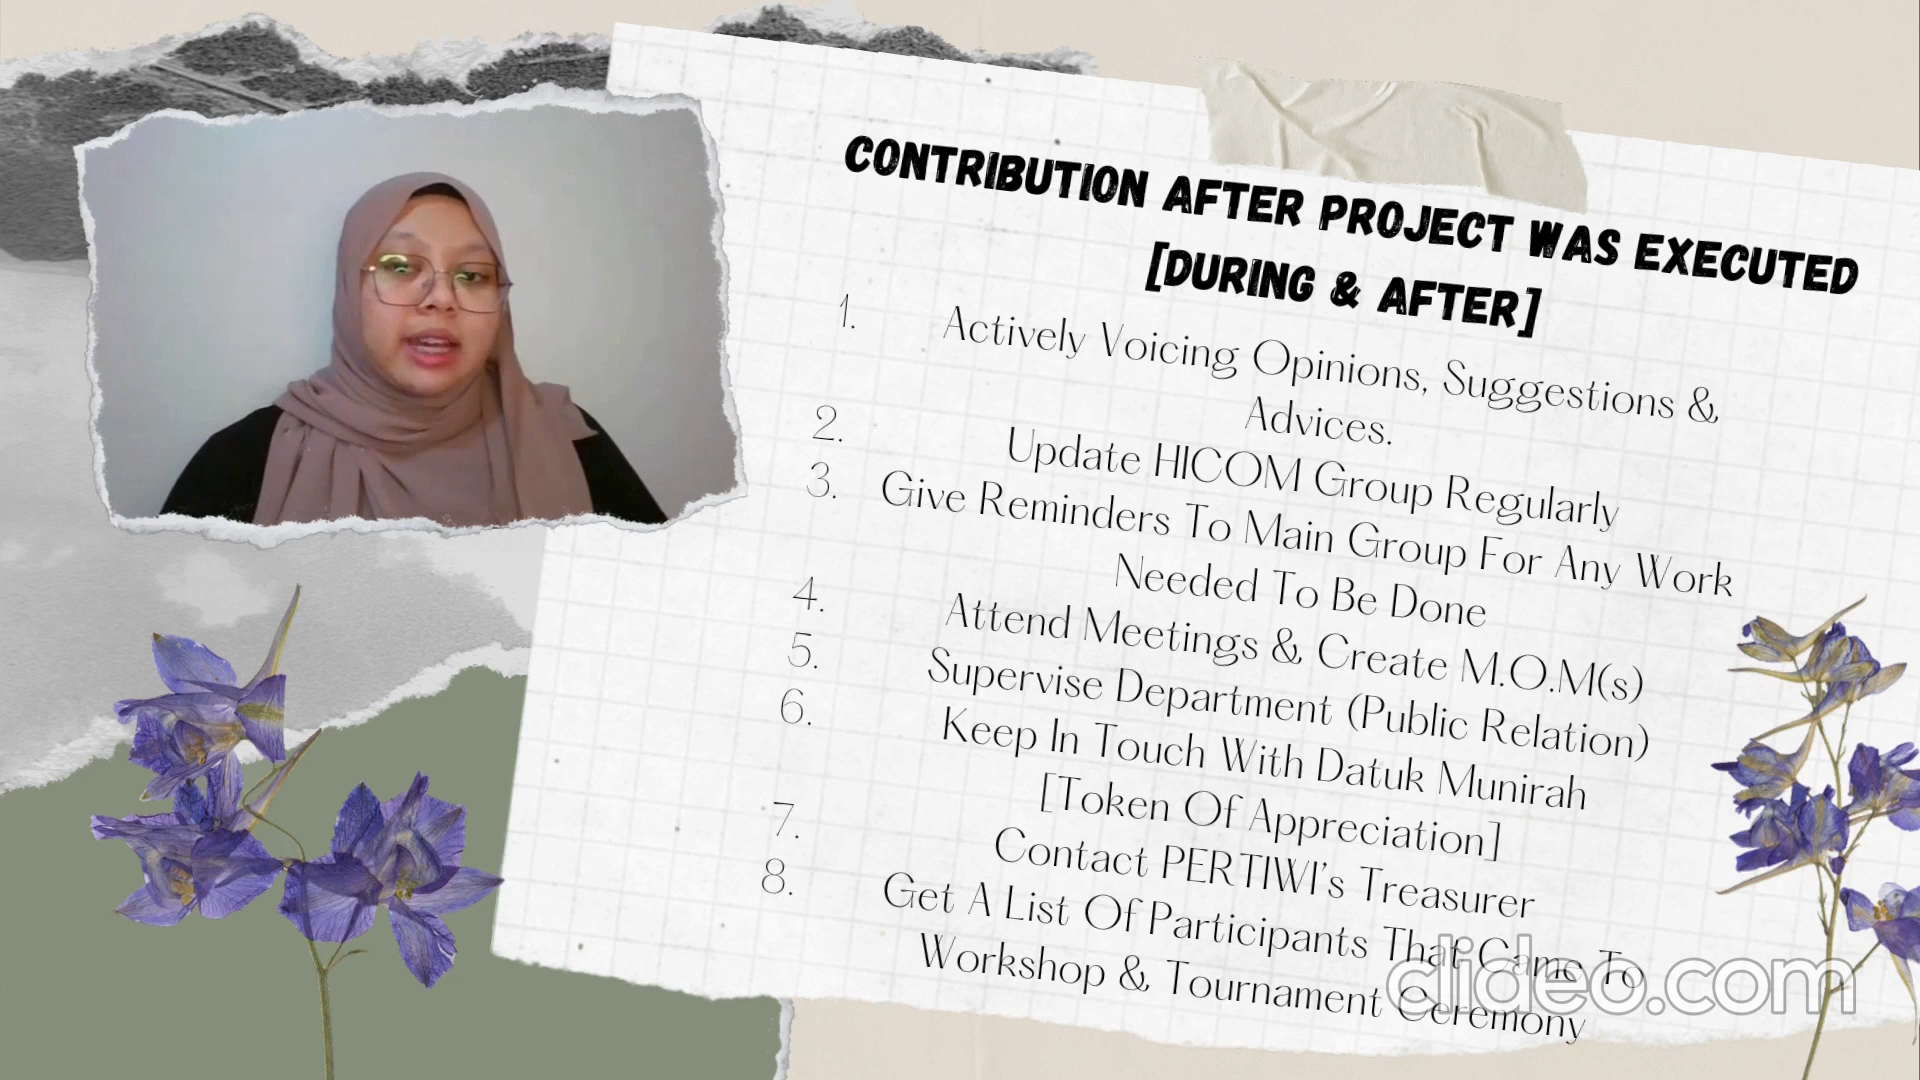 CONTRIBUTION AFTER PROJECT WAS EXECUTED
[DURING & AFTER]
1. Actively Voicing Opinions, Suggestions &
Advices.
2. Update HICOM Group Regularly
3. Give Reminders To Main Group For Any Work
Needed To Be Done
4. Attend Meetings & Create M.O.M(s)
5. Supervise Department (Public Relation)
6. Keep In Touch With Datuk Munirah
[Token Of Appreciation]
7. Contact PERTIWI's Treasurer
8. Get A List Of Participants That Came To
Workshop & Tournament Ceremony
clideo.com